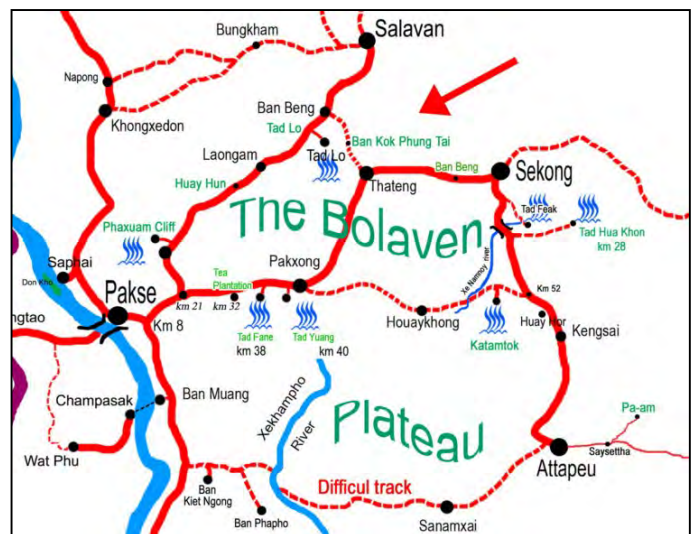 Bungkham
Salavan
Napong
Khongxedon
Ban Beng
Tad Lo
Tad Lo
Ban Kok Phung Tai
Laongam
Huay Hun
Thateng
Ban Beng
Sekong
Tad Feak
Tad Hua Khon
km 28
The Bolaven
Phaxuam Cliff
Saphai
Don Kho
Pakse
ngtao
Km 8
km 21
Tea
Plantation
km 32
Pakxong
Tad Fane
km 38
Tad Yuang
km 40
Xe Namnoy river
Houaykhong
Katamtok
Km 52
Huay Hor
Kengsai
Champasak
Ban Muang
Wat Phu
Xekhampho
River
Plateau
Pa-am
Saysettha
Attapeu
Ban
Kiet Ngong
Ban Phapho
Difficul track
Sanamxai